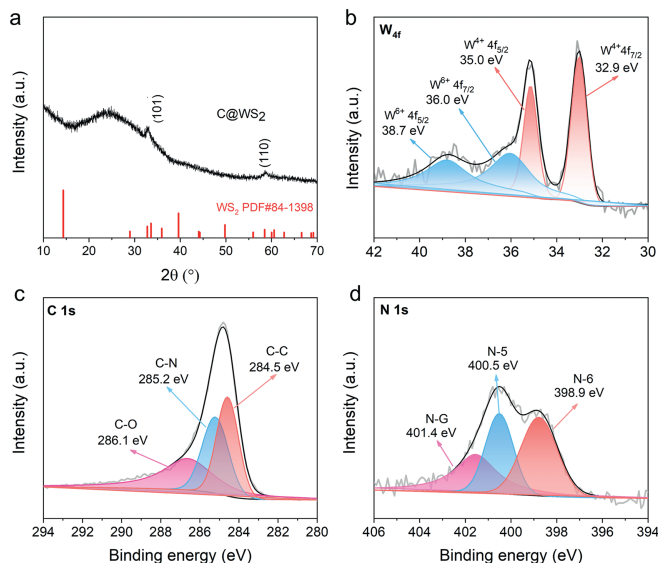 a
Intensity (a.u.)
(101)
C@WS₂
(110)
WS₂ PDF#84-1398
10 20 30 40 50 60 70
2θ (°)
b
W₄f
Intensity (a.u.)
W⁴⁺ 4f₅/₂
35.0 eV
W⁴⁺ 4f₇/₂
32.9 eV
W⁶⁺ 4f₇/₂
36.0 eV
W⁶⁺ 4f₅/₂
38.7 eV
42 40 38 36 34 32 30
c
C 1s
Intensity (a.u.)
C-N
285.2 eV
C-C
284.5 eV
C-O
286.1 eV
294 292 290 288 286 284 282 280
Binding energy (eV)
d
N 1s
Intensity (a.u.)
N-5
400.5 eV
N-6
398.9 eV
N-G
401.4 eV
406 404 402 400 398 396 394
Binding energy (eV)